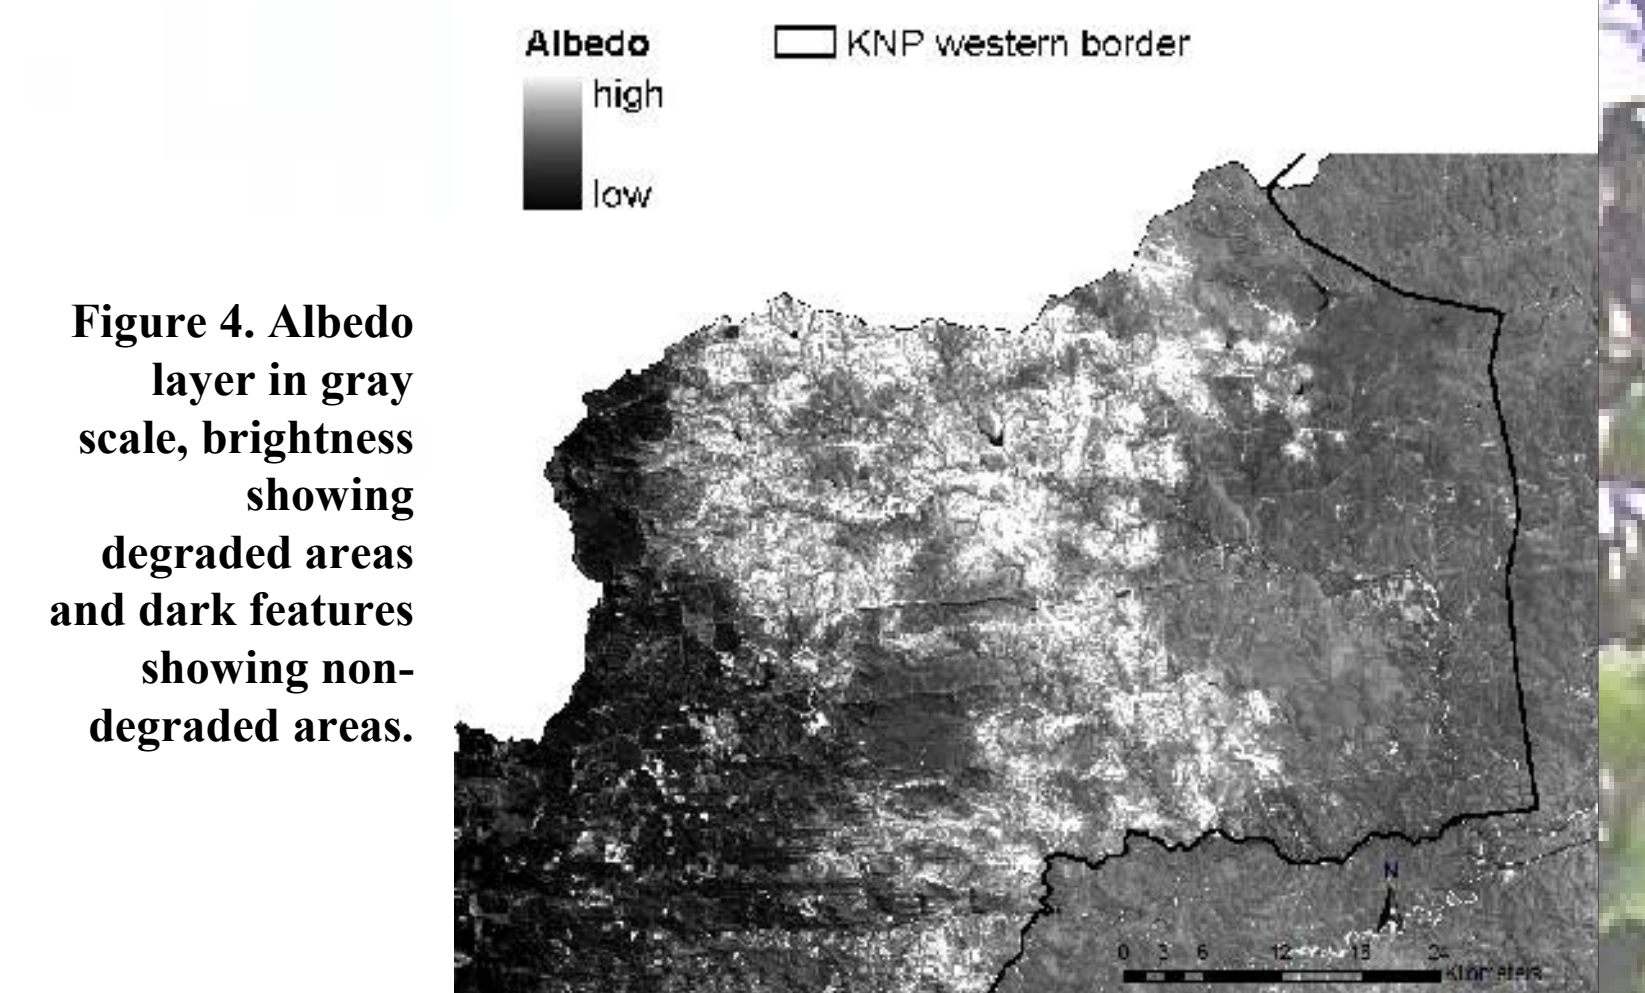 Albedo
high
low
KNP western border
Figure 4. Albedo
layer in gray
scale, brightness
showing
degraded areas
and dark features
showing non-
degraded areas.
N
0 3 6 12 18 24
Kilometers